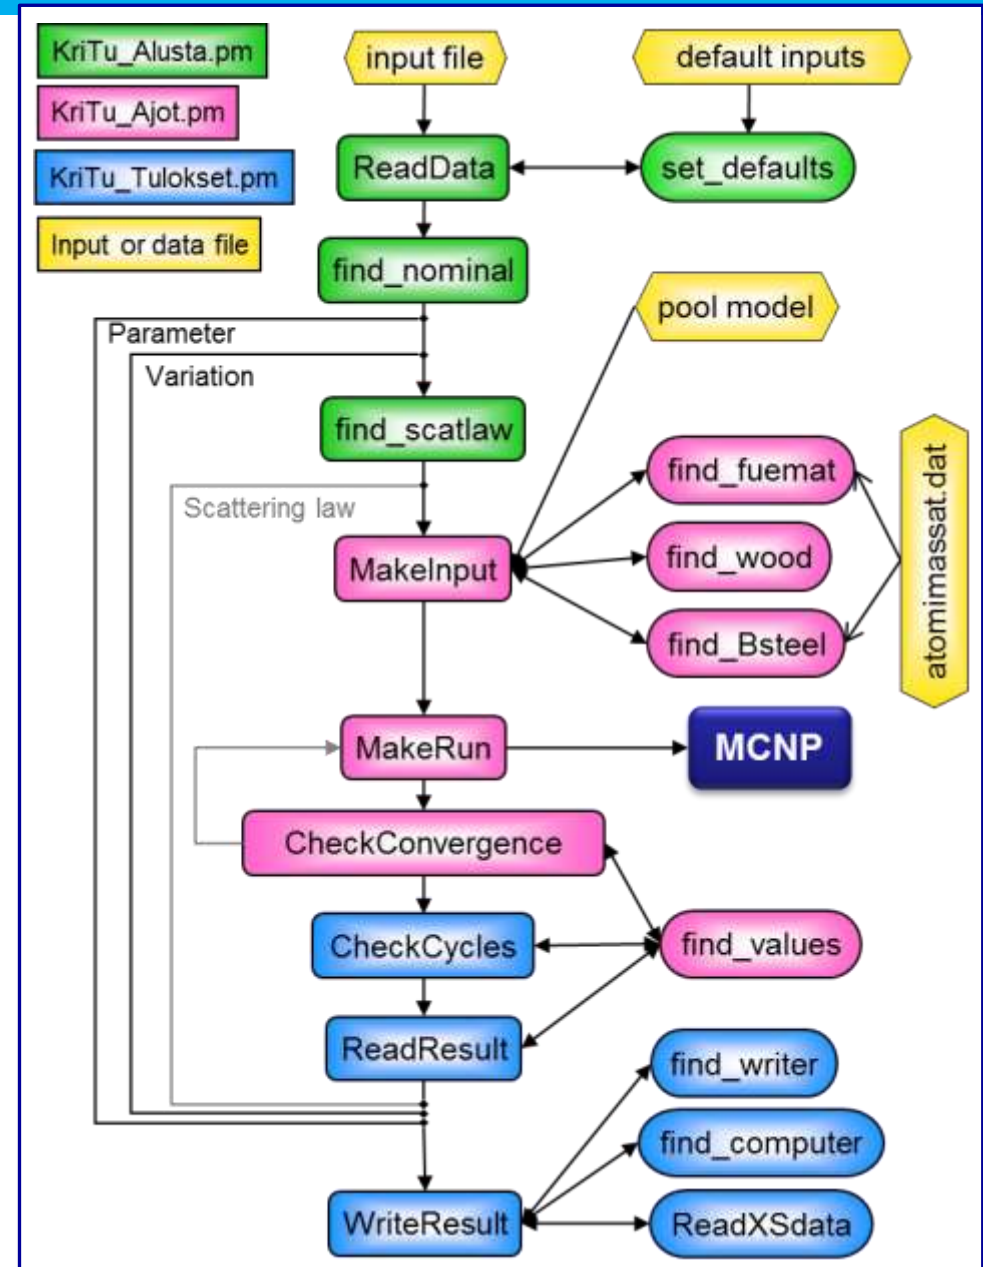 KriTu_Alusta.pm
KriTu_Ajot.pm
KriTu_Tulokset.pm
Input or data file
input file
default inputs
ReadData
set_defaults
find_nominal
pool model
Parameter
Variation
find_scatlaw
find_fuemat
Scattering law
MakeInput
find_wood
find_Bsteel
atomimassat.dat
MakeRun
MCNP
CheckConvergence
CheckCycles
find_values
ReadResult
find_writer
find_computer
WriteResult
ReadXSdata